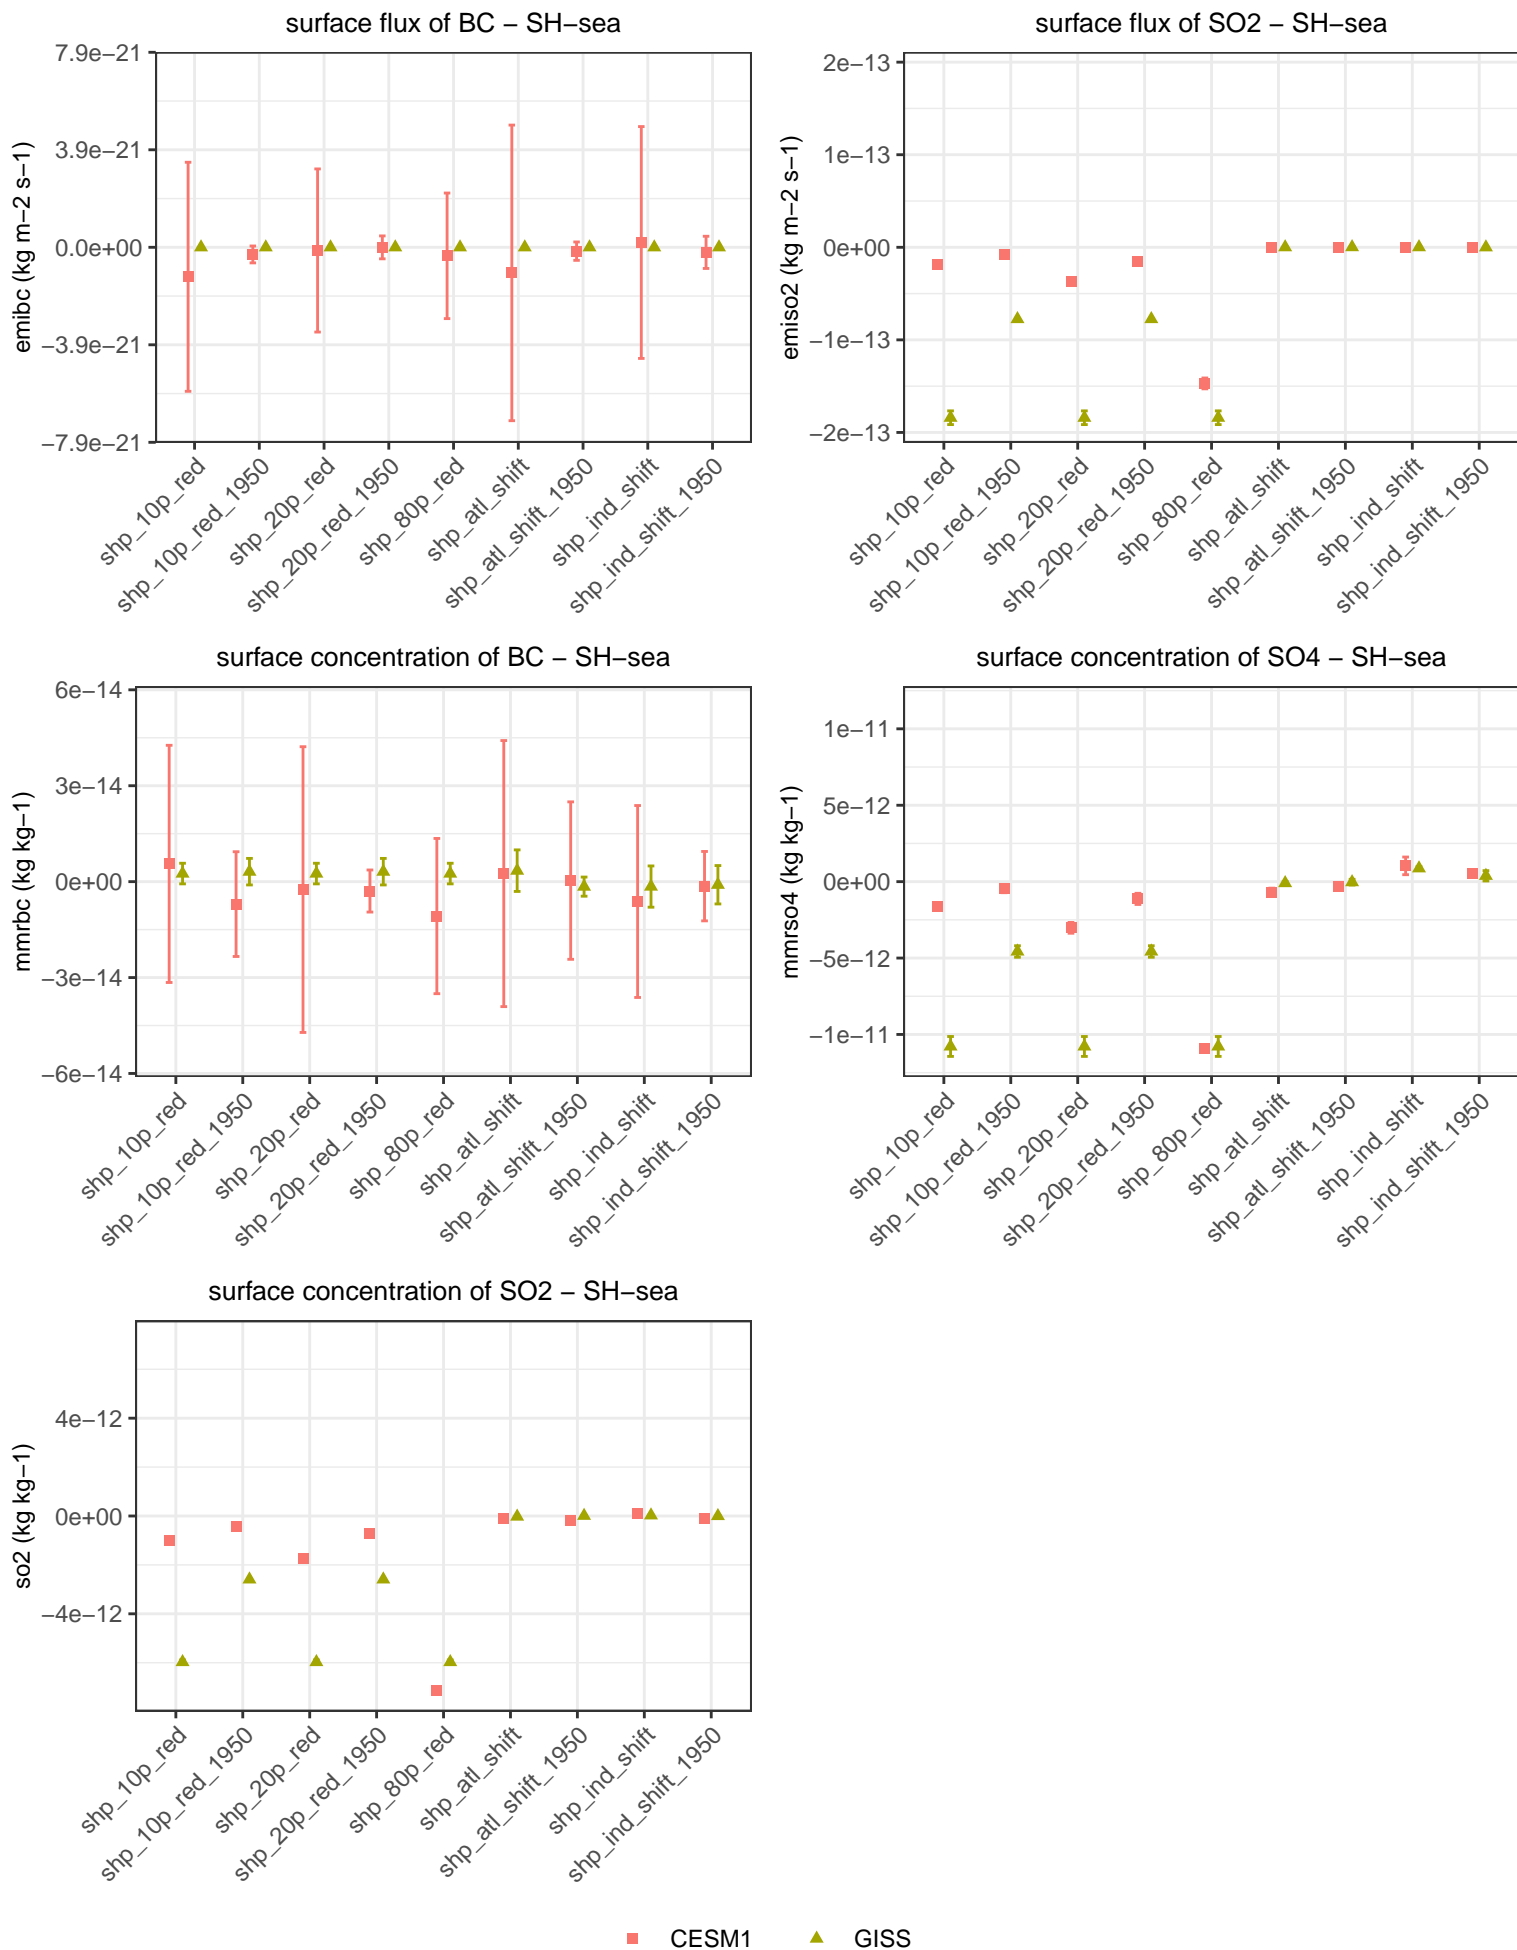 surface flux of BC − SH−sea
emibc (kg m−2 s−1)
7.9e−21
3.9e−21
0.0e+00
−3.9e−21
−7.9e−21
shp_10p_red
shp_10p_red_1950
shp_20p_red
shp_20p_red_1950
shp_80p_red
shp_atl_shift
shp_atl_shift_1950
shp_ind_shift
shp_ind_shift_1950
surface flux of SO2 − SH−sea
emiso2 (kg m−2 s−1)
2e−13
1e−13
0e+00
−1e−13
−2e−13
shp_10p_red
shp_10p_red_1950
shp_20p_red
shp_20p_red_1950
shp_80p_red
shp_atl_shift
shp_atl_shift_1950
shp_ind_shift
shp_ind_shift_1950
surface concentration of BC − SH−sea
mmrbc (kg kg−1)
6e−14
3e−14
0e+00
−3e−14
−6e−14
shp_10p_red
shp_10p_red_1950
shp_20p_red
shp_20p_red_1950
shp_80p_red
shp_atl_shift
shp_atl_shift_1950
shp_ind_shift
shp_ind_shift_1950
surface concentration of SO4 − SH−sea
mmrso4 (kg kg−1)
1e−11
5e−12
0e+00
−5e−12
−1e−11
shp_10p_red
shp_10p_red_1950
shp_20p_red
shp_20p_red_1950
shp_80p_red
shp_atl_shift
shp_atl_shift_1950
shp_ind_shift
shp_ind_shift_1950
surface concentration of SO2 − SH−sea
so2 (kg kg−1)
4e−12
0e+00
−4e−12
shp_10p_red
shp_10p_red_1950
shp_20p_red
shp_20p_red_1950
shp_80p_red
shp_atl_shift
shp_atl_shift_1950
shp_ind_shift
shp_ind_shift_1950
CESM1 GISS